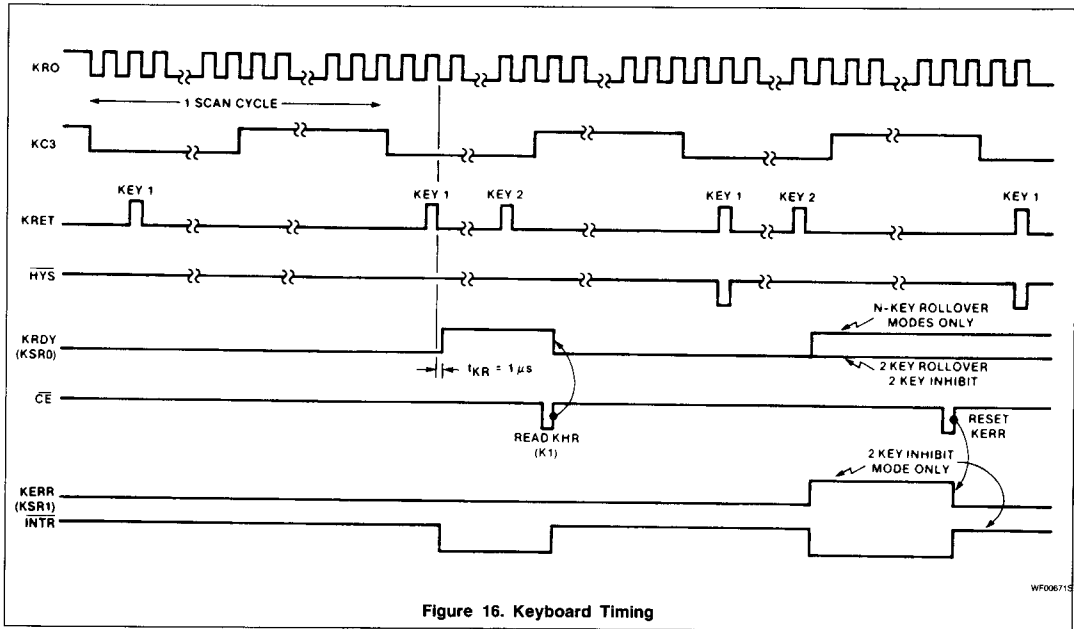 KRO
1 SCAN CYCLE
KC3
KEY 1
KEY 1
KEY 2
KEY 1
KEY 2
KEY 1
KRET
HYS
N-KEY ROLLOVER
MODES ONLY
KRDY
(KSR0)
tKR = 1 µs
2 KEY ROLLOVER
2 KEY INHIBIT
CE
READ KHR
(K1)
RESET
KERR
2 KEY INHIBIT
MODE ONLY
KERR
(KSR1)
INTR
WF00671S
Figure 16. Keyboard Timing